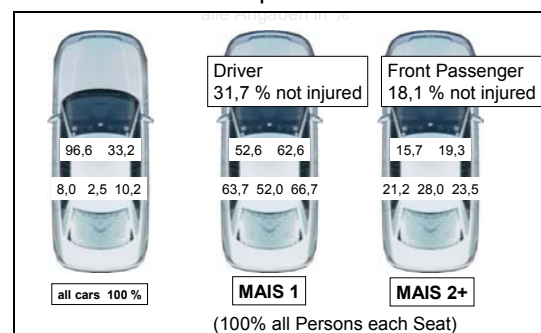 alle Angaben in %
Driver
31,7 % not injured
Front Passenger
18,1 % not injured
96,6 33,2
52,6 62,6
15,7 19,3
8,0 2,5 10,2
63,7 52,0 66,7
21,2 28,0 23,5
all cars 100 %
MAIS 1
MAIS 2+
(100% all Persons each Seat)